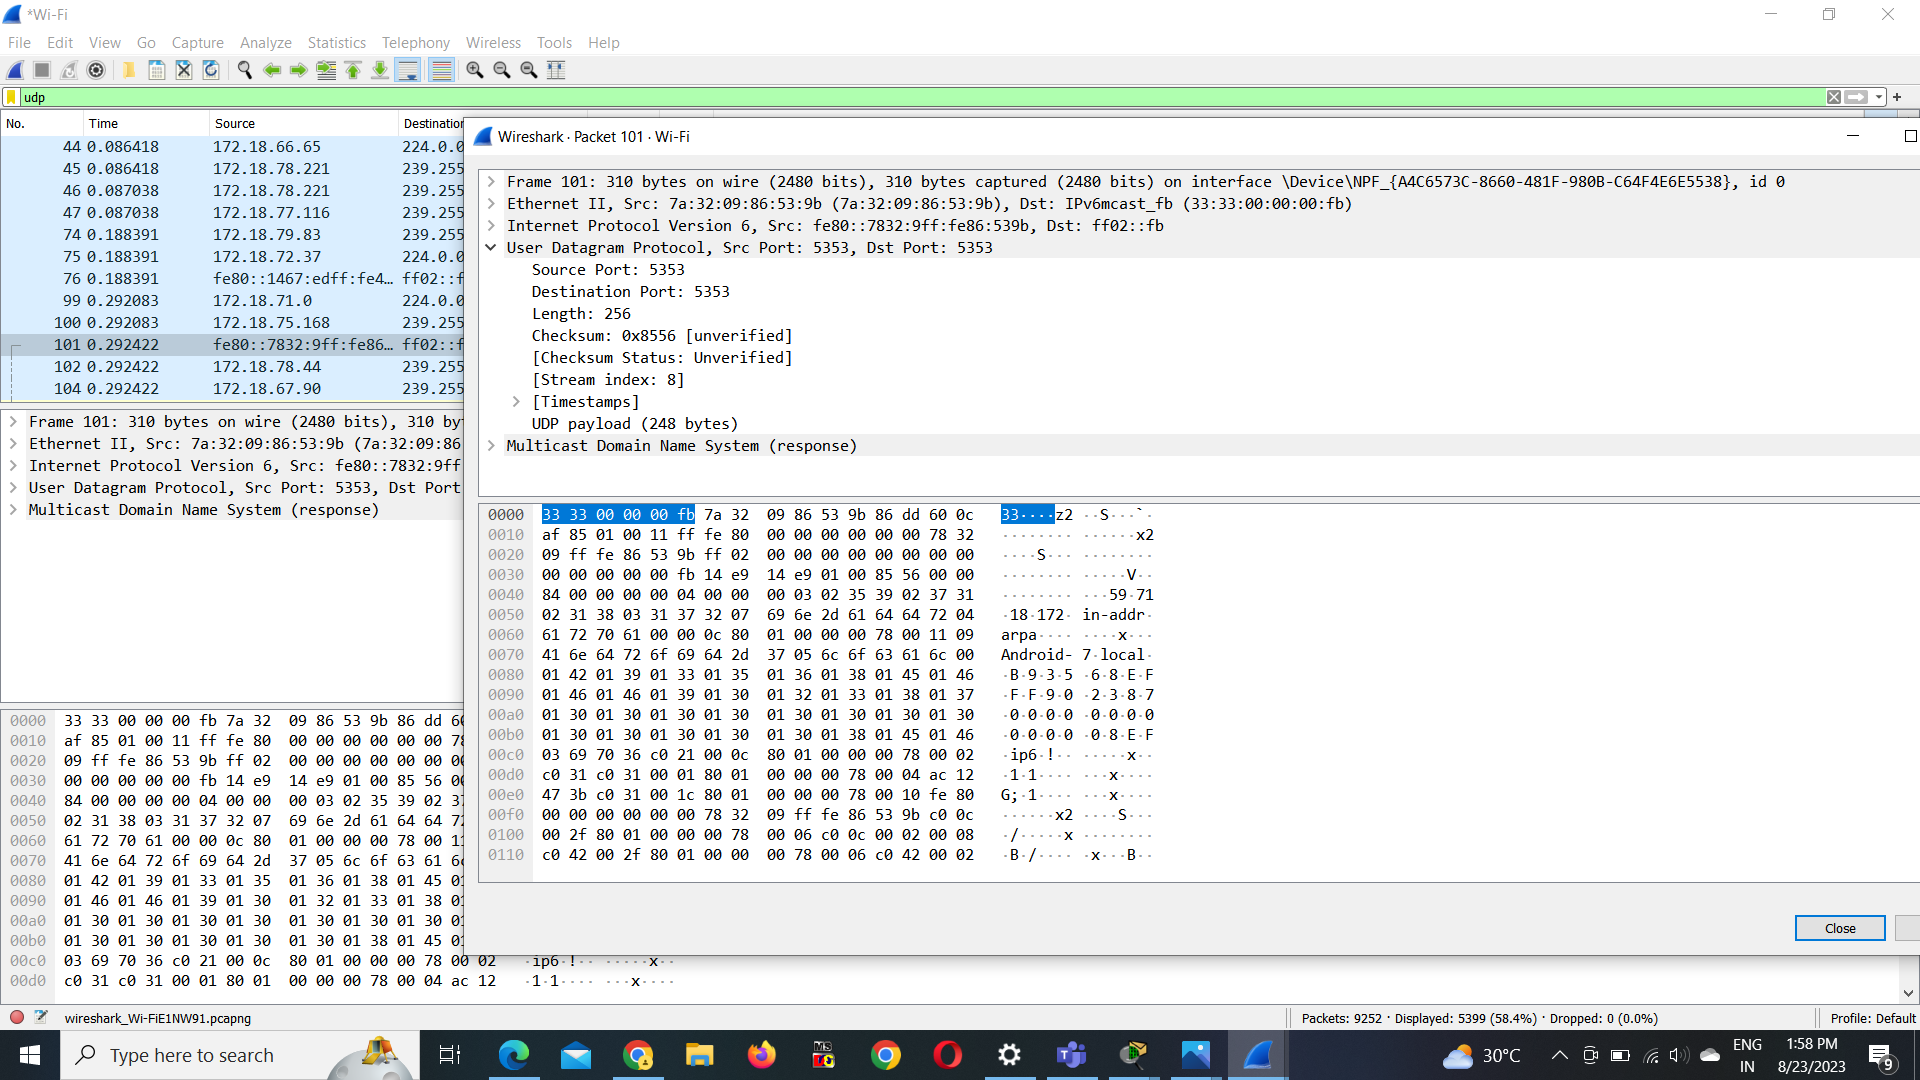 *Wi-Fi
File Edit View Go Capture Analyze Statistics Telephony Wireless Tools Help
udp
No. Time Source Destination
44 0.086418 172.18.66.65 224.0.0
45 0.086418 172.18.78.221 239.255
46 0.087038 172.18.78.221 239.255
47 0.087038 172.18.77.116 239.255
74 0.188391 172.18.79.83 239.255
75 0.188391 172.18.72.37 224.0.0
76 0.188391 fe80::1467:edff:fe4… ff02::f
99 0.292083 172.18.71.0 224.0.0
100 0.292083 172.18.75.168 239.255
101 0.292422 fe80::7832:9ff:fe86… ff02::f
102 0.292422 172.18.78.44 239.255
104 0.292422 172.18.67.90 239.255
Frame 101: 310 bytes on wire (2480 bits), 310 by
Ethernet II, Src: 7a:32:09:86:53:9b (7a:32:09:86
Internet Protocol Version 6, Src: fe80::7832:9ff
User Datagram Protocol, Src Port: 5353, Dst Port
Multicast Domain Name System (response)
0000 33 33 00 00 00 fb 7a 32 09 86 53 9b 86 dd 60
0010 af 85 01 00 11 ff fe 80 00 00 00 00 00 00 78
0020 09 ff fe 86 53 9b ff 02 00 00 00 00 00 00 00
0030 00 00 00 00 00 fb 14 e9 14 e9 01 00 85 56 00
0040 84 00 00 00 00 04 00 00 00 03 02 35 39 02 37
0050 02 31 38 03 31 37 32 07 69 6e 2d 61 64 64 72
0060 61 72 70 61 00 00 0c 80 01 00 00 00 78 00 11
0070 41 6e 64 72 6f 69 64 2d 37 05 6c 6f 63 61 6c
0080 01 42 01 39 01 33 01 35 01 36 01 38 01 45 01
0090 01 46 01 46 01 39 01 30 01 32 01 33 01 38 01
00a0 01 30 01 30 01 30 01 30 01 30 01 30 01 30 01
00b0 01 30 01 30 01 30 01 30 01 30 01 38 01 45 01
00c0 03 69 70 36 c0 21 00 0c 80 01 00 00 00 78 00 02 ·ip6·!·· ·····x··
00d0 c0 31 c0 31 00 01 80 01 00 00 00 78 00 04 ac 12 ·1·1···· ···x····
Wireshark · Packet 101 · Wi-Fi
Frame 101: 310 bytes on wire (2480 bits), 310 bytes captured (2480 bits) on interface \Device\NPF_{A4C6573C-8660-481F-980B-C64F4E6E5538}, id 0
Ethernet II, Src: 7a:32:09:86:53:9b (7a:32:09:86:53:9b), Dst: IPv6mcast_fb (33:33:00:00:00:fb)
Internet Protocol Version 6, Src: fe80::7832:9ff:fe86:539b, Dst: ff02::fb
User Datagram Protocol, Src Port: 5353, Dst Port: 5353
Source Port: 5353
Destination Port: 5353
Length: 256
Checksum: 0x8556 [unverified]
[Checksum Status: Unverified]
[Stream index: 8]
[Timestamps]
UDP payload (248 bytes)
Multicast Domain Name System (response)
0000 33 33 00 00 00 fb 7a 32 09 86 53 9b 86 dd 60 0c 33····z2 ··S···`·
0010 af 85 01 00 11 ff fe 80 00 00 00 00 00 00 78 32 ········ ······x2
0020 09 ff fe 86 53 9b ff 02 00 00 00 00 00 00 00 00 ····S··· ········
0030 00 00 00 00 00 fb 14 e9 14 e9 01 00 85 56 00 00 ········ ·····V··
0040 84 00 00 00 00 04 00 00 00 03 02 35 39 02 37 31 ········ ···59·71
0050 02 31 38 03 31 37 32 07 69 6e 2d 61 64 64 72 04 ·18·172· in-addr·
0060 61 72 70 61 00 00 0c 80 01 00 00 00 78 00 11 09 arpa···· ····x···
0070 41 6e 64 72 6f 69 64 2d 37 05 6c 6f 63 61 6c 00 Android- 7·local·
0080 01 42 01 39 01 33 01 35 01 36 01 38 01 45 01 46 ·B·9·3·5 ·6·8·E·F
0090 01 46 01 46 01 39 01 30 01 32 01 33 01 38 01 37 ·F·F·9·0 ·2·3·8·7
00a0 01 30 01 30 01 30 01 30 01 30 01 30 01 30 01 30 ·0·0·0·0 ·0·0·0·0
00b0 01 30 01 30 01 30 01 30 01 30 01 38 01 45 01 46 ·0·0·0·0 ·0·8·E·F
00c0 03 69 70 36 c0 21 00 0c 80 01 00 00 00 78 00 02 ·ip6·!·· ·····x··
00d0 c0 31 c0 31 00 01 80 01 00 00 00 78 00 04 ac 12 ·1·1···· ···x····
00e0 47 3b c0 31 00 1c 80 01 00 00 00 78 00 10 fe 80 G;·1···· ···x····
00f0 00 00 00 00 00 00 78 32 09 ff fe 86 53 9b c0 0c ······x2 ····S···
0100 00 2f 80 01 00 00 00 78 00 06 c0 0c 00 02 00 08 ·/·····x ········
0110 c0 42 00 2f 80 01 00 00 00 78 00 06 c0 42 00 02 ·B·/···· ·x···B··
Close
wireshark_Wi-FiE1NW91.pcapng Packets: 9252 · Displayed: 5399 (58.4%) · Dropped: 0 (0.0%) Profile: Default
Type here to search
MS
30°C
ENG
IN
1:58 PM
8/23/2023
9